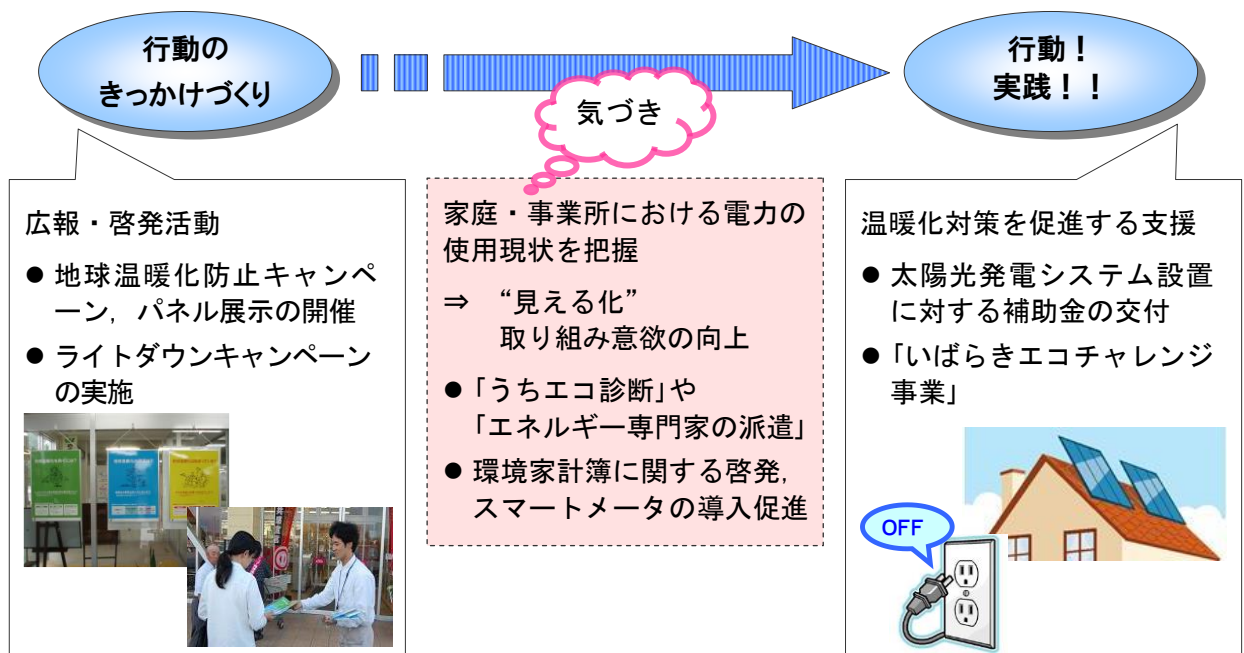 行動の
きっかけづくり
気づき
行動！
実践！！
広報・啓発活動
● 地球温暖化防止キャンペ
ーン，パネル展示の開催
● ライトダウンキャンペーン
の実施
家庭・事業所における電力の
使用現状を把握
⇒ “見える化”
取り組み意欲の向上
●「うちエコ診断」や
「エネルギー専門家の派遣」
● 環境家計簿に関する啓発，
スマートメータの導入促進
温暖化対策を促進する支援
● 太陽光発電システム設置
に対する補助金の交付
●「いばらきエコチャレンジ
事業」
OFF